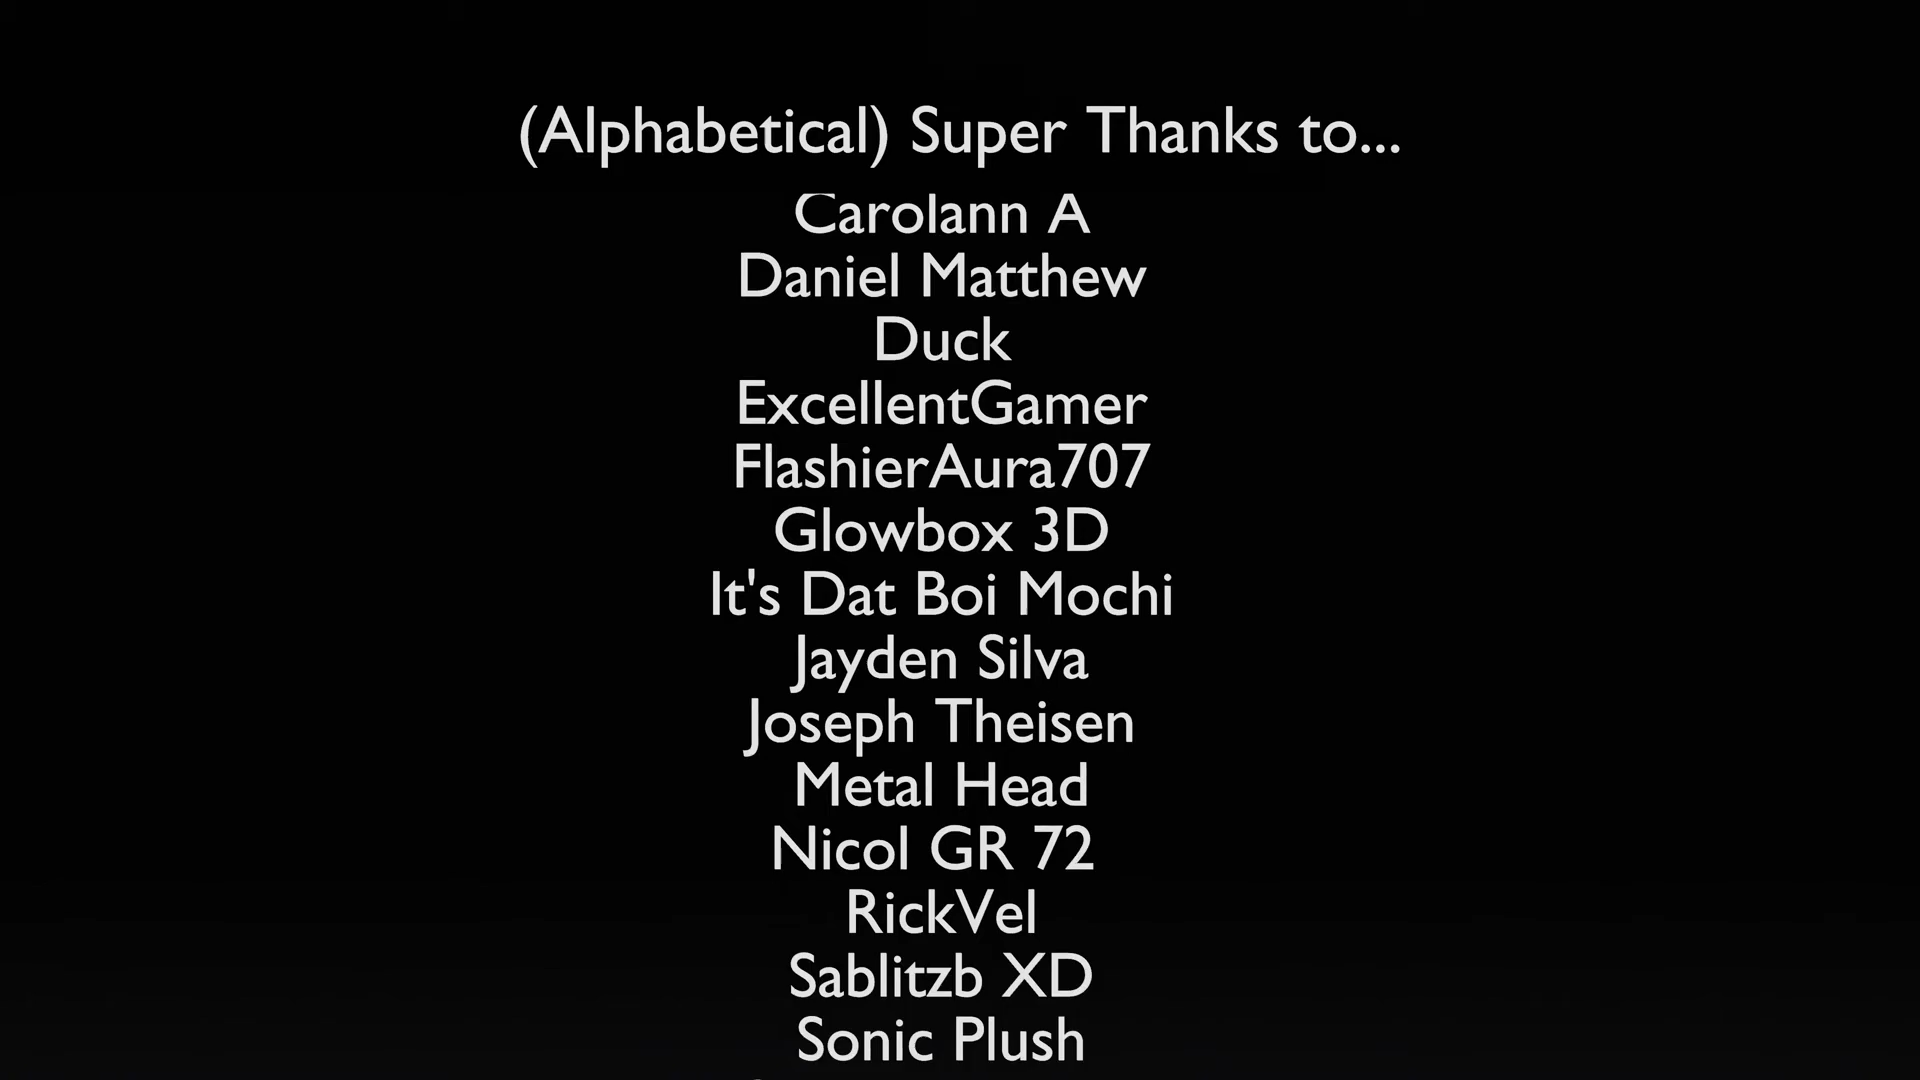 (Alphabetical) Super Thanks to...
Carolann A
Daniel Matthew
Duck
ExcellentGamer
FlashierAura707
Glowbox 3D
It's Dat Boi Mochi
Jayden Silva
Joseph Theisen
Metal Head
Nicol GR 72
RickVel
Sablitzb XD
Sonic Plush